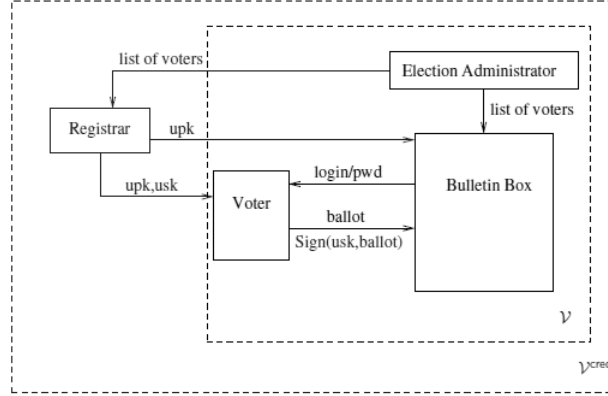 list of voters
Election Administrator
list of voters
Registrar
upk
login/pwd
upk,usk
Voter
Bulletin Box
ballot
Sign(usk,ballot)
𝒱
𝒱cred